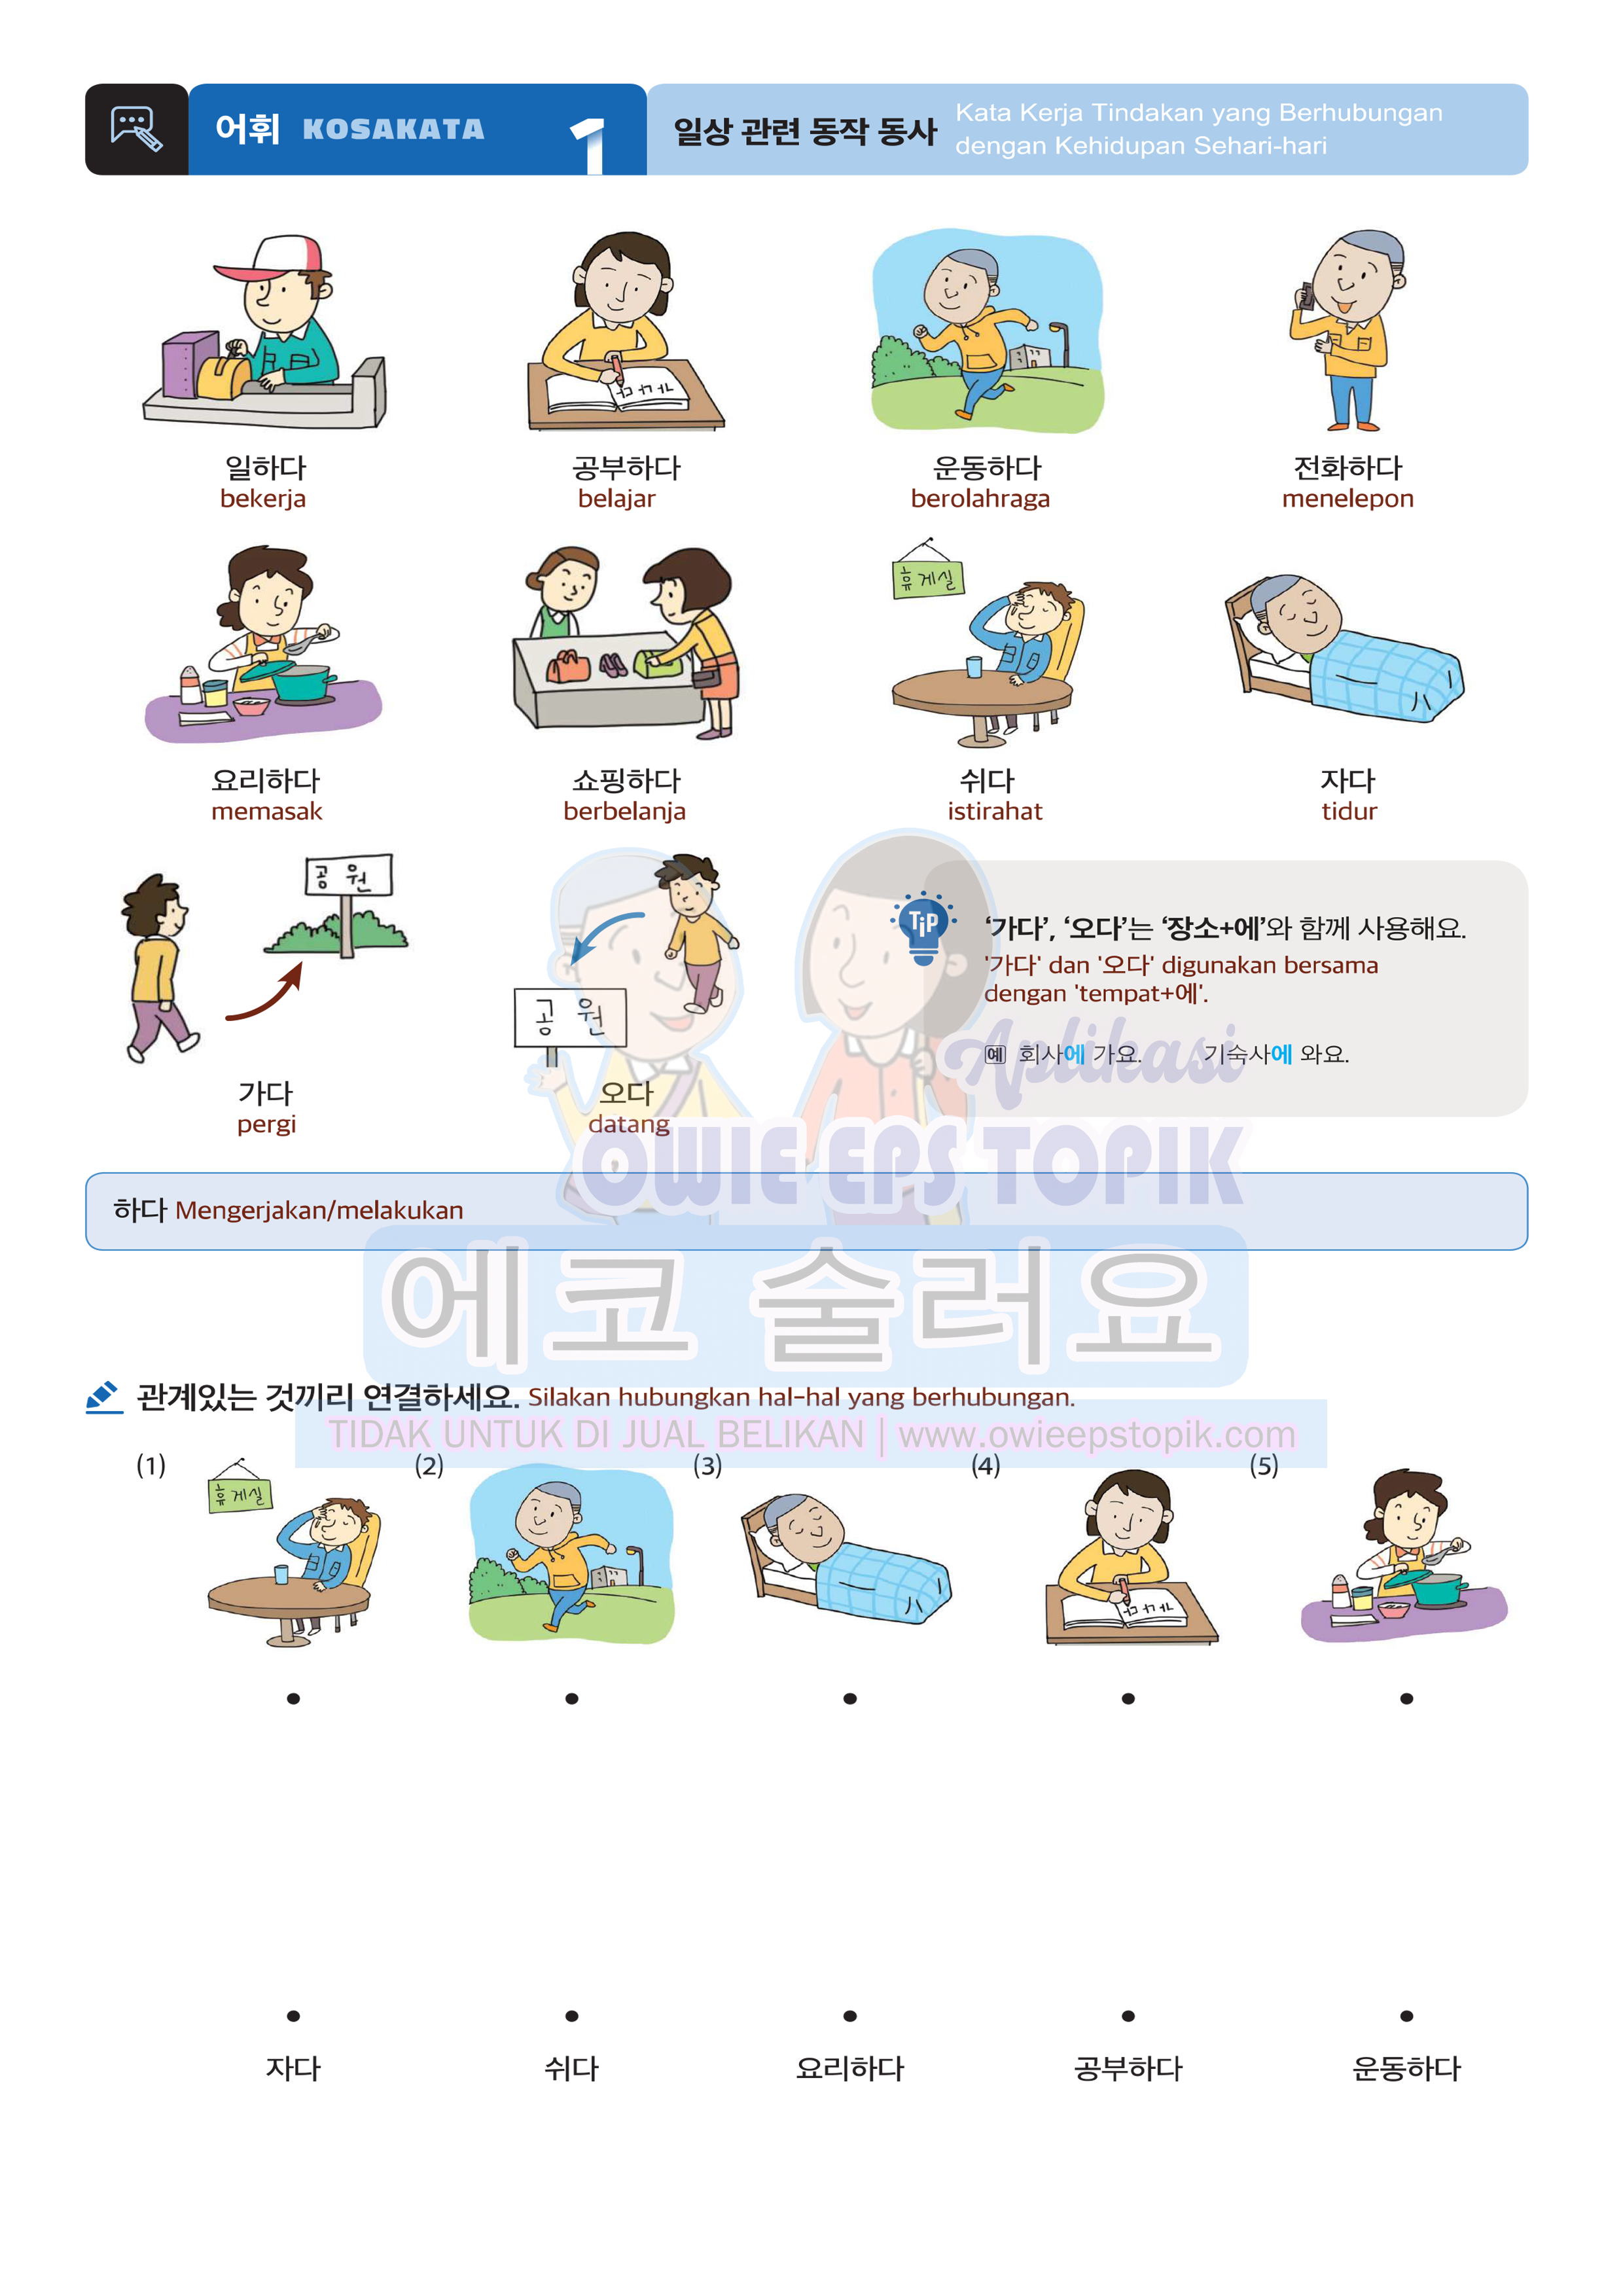 어휘 KOSAKATA 1 일상 관련 동작 동사
Kata Kerja Tindakan yang Berhubungan
dengan Kehidupan Sehari-hari
ㄱㄲㅋ
일하다 공부하다 운동하다 전화하다
bekerja belajar berolahraga menelepon
휴게실
요리하다 쇼핑하다 쉬다 자다
memasak berbelanja istirahat tidur
공원
공원
가다 오다
pergi datang
TiP
‘가다’, ‘오다’는 ‘장소+에’와 함께 사용해요.
'가다' dan '오다' digunakan bersama
dengan 'tempat+에'.
예 회사에 가요. 기숙사에 와요.
Aplikasi
OWIE EPS TOPIK
하다 Mengerjakan/melakukan
에코 술러요
관계있는 것끼리 연결하세요. Silakan hubungkan hal-hal yang berhubungan.
TIDAK UNTUK DI JUAL BELIKAN | www.owieepstopik.com
(1) (2) (3) (4) (5)
휴게실
ㄱㄲㅋ
자다 쉬다 요리하다 공부하다 운동하다